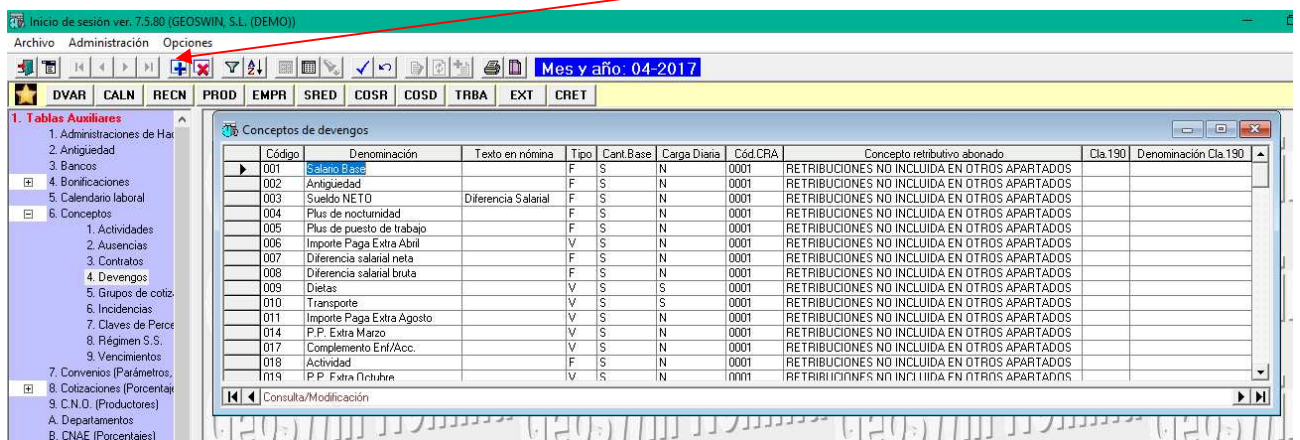 Inicio de sesión ver. 7.5.80 (GEOSWIN, S.L. (DEMO))
Archivo Administración Opciones
Mes y año: 04-2017
DVAR CALN RECN PROD EMPR SRED COSR COSD TRBA EXT CRET
1. Tablas Auxiliares
1. Administraciones de Hac
2. Antigüedad
3. Bancos
4. Bonificaciones
5. Calendario laboral
6. Conceptos
1. Actividades
2. Ausencias
3. Contratos
4. Devengos
5. Grupos de cotiz
6. Incidencias
7. Claves de Perce
8. Régimen S.S.
9. Vencimientos
7. Convenios (Parámetros,
8. Cotizaciones (Porcentaje
9. C.N.O. (Productores)
A. Departamentos
B. CNAE (Porcentajes)
Conceptos de devengos
Código Denominación Texto en nómina Tipo Cant.Base Carga Diaria Cód.CRA Concepto retributivo abonado Cla.190 Denominación Cla.190
001 Salario Base F S N 0001 RETRIBUCIONES NO INCLUIDA EN OTROS APARTADOS
002 Antigüedad F S N 0001 RETRIBUCIONES NO INCLUIDA EN OTROS APARTADOS
003 Sueldo NETO Diferencia Salarial F S N 0001 RETRIBUCIONES NO INCLUIDA EN OTROS APARTADOS
004 Plus de nocturnidad F S N 0001 RETRIBUCIONES NO INCLUIDA EN OTROS APARTADOS
005 Plus de puesto de trabajo F S N 0001 RETRIBUCIONES NO INCLUIDA EN OTROS APARTADOS
006 Importe Paga Extra Abril V S N 0001 RETRIBUCIONES NO INCLUIDA EN OTROS APARTADOS
007 Diferencia salarial neta F S N 0001 RETRIBUCIONES NO INCLUIDA EN OTROS APARTADOS
008 Diferencia salarial bruta F S N 0001 RETRIBUCIONES NO INCLUIDA EN OTROS APARTADOS
009 Dietas V S S 0001 RETRIBUCIONES NO INCLUIDA EN OTROS APARTADOS
010 Transporte V S S 0001 RETRIBUCIONES NO INCLUIDA EN OTROS APARTADOS
011 Importe Paga Extra Agosto V S N 0001 RETRIBUCIONES NO INCLUIDA EN OTROS APARTADOS
014 P.P. Extra Marzo V S N 0001 RETRIBUCIONES NO INCLUIDA EN OTROS APARTADOS
017 Complemento Enf/Acc. V S N 0001 RETRIBUCIONES NO INCLUIDA EN OTROS APARTADOS
018 Actividad F S N 0001 RETRIBUCIONES NO INCLUIDA EN OTROS APARTADOS
019 P.P. Extra Octubre V S N 0001 RETRIBUCIONES NO INCLUIDA EN OTROS APARTADOS
Consulta/Modificación